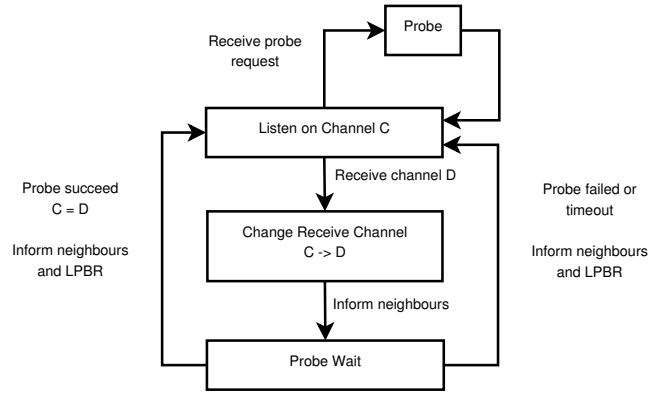 Probe
Receive probe
request
Listen on Channel C
Receive channel D
Probe succeed
C = D
Inform neighbours
and LPBR
Change Receive Channel
C -> D
Probe failed or
timeout
Inform neighbours
and LPBR
Inform neighbours
Probe Wait